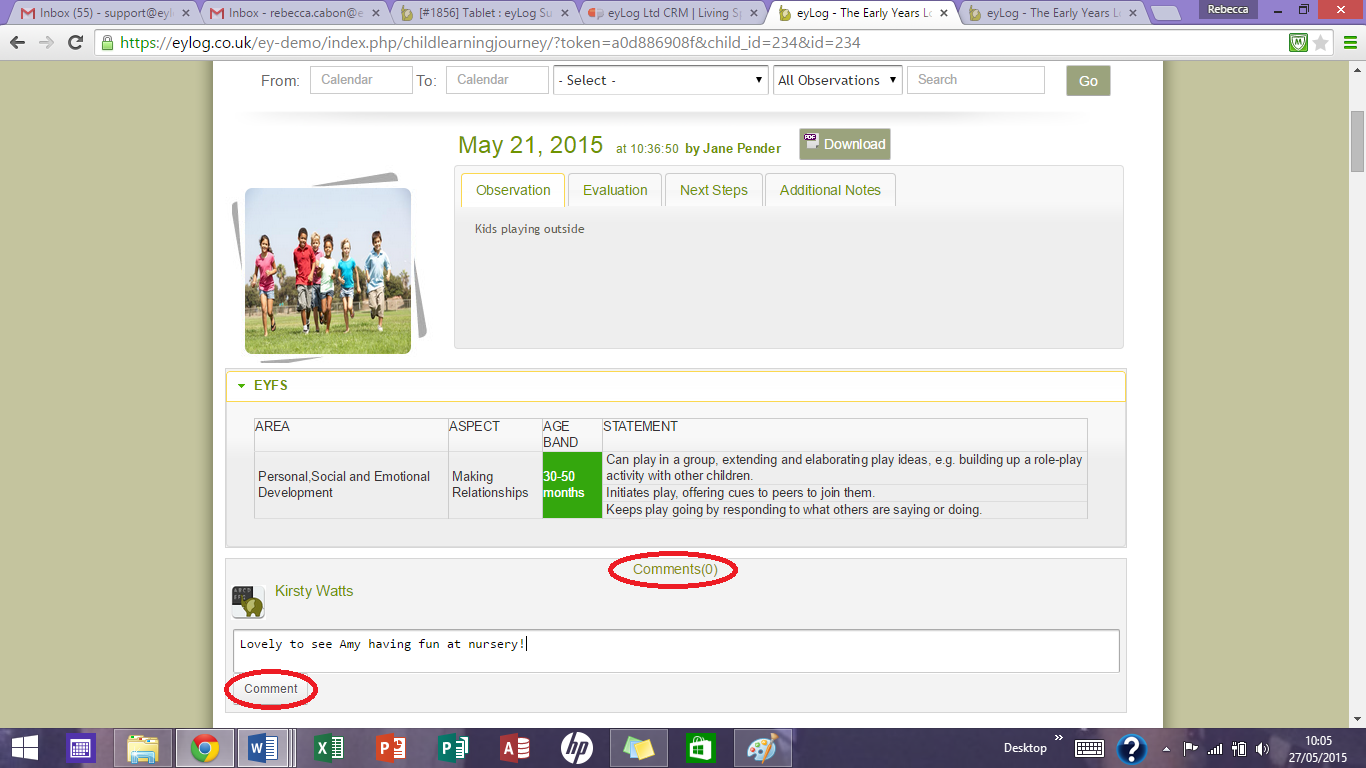 Inbox (55) - support@eyl
Inbox - rebecca.cabon@e
[#1856] Tablet : eyLog Su
eyLog Ltd CRM | Living Sp
eyLog - The Early Years Lo
eyLog - The Early Years Lo
Rebecca
https://eylog.co.uk/ey-demo/index.php/childlearningjourney/?token=a0d886908f&child_id=234&id=234
From: Calendar To: Calendar - Select - All Observations Search Go
May 21, 2015 at 10:36:50 by Jane Pender PDF Download
Observation Evaluation Next Steps Additional Notes
Kids playing outside
EYFS
AREA ASPECT AGE BAND STATEMENT
Personal,Social and Emotional
Development
Making
Relationships
30-50
months
Can play in a group, extending and elaborating play ideas, e.g. building up a role-play
activity with other children.
Initiates play, offering cues to peers to join them.
Keeps play going by responding to what others are saying or doing.
Comments(0)
Kirsty Watts
Lovely to see Amy having fun at nursery!
Comment
Desktop
10:05
27/05/2015